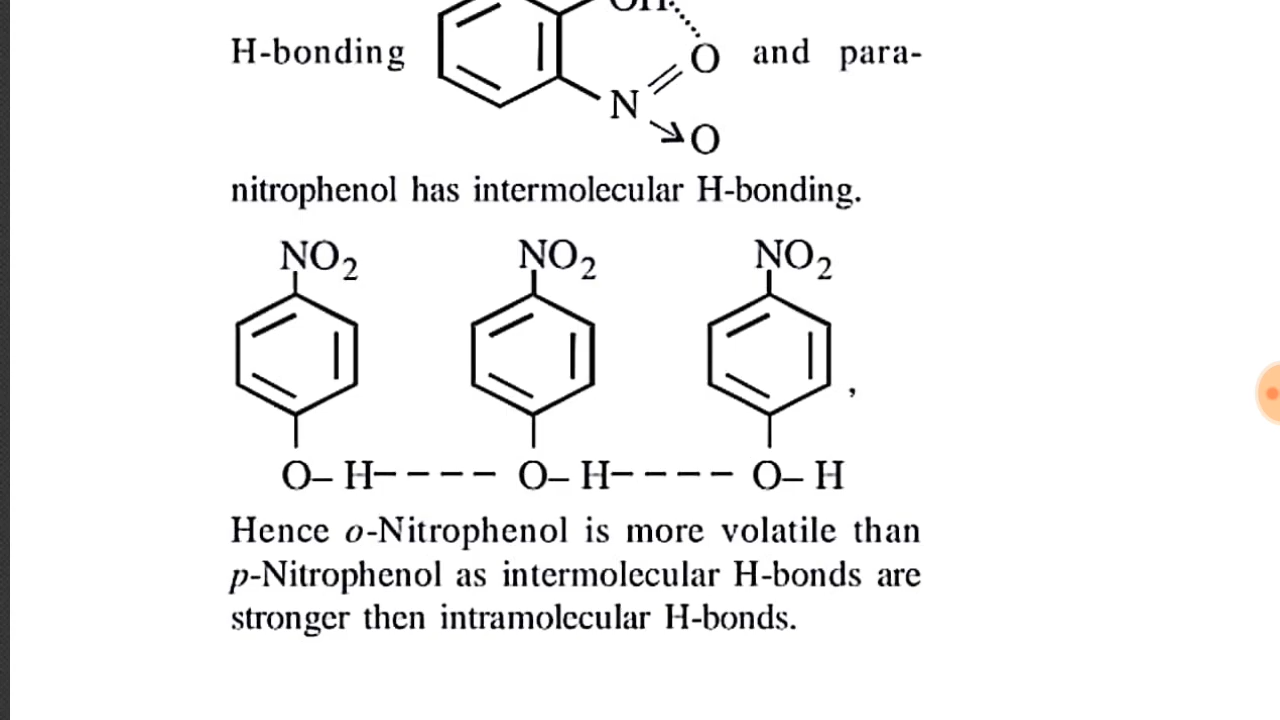 OH
H-bonding O and para-
N
O
nitrophenol has intermolecular H-bonding.
NO2 NO2 NO2
,
O– H– – – – – O– H– – – – – O– H
Hence o-Nitrophenol is more volatile than
p-Nitrophenol as intermolecular H-bonds are
stronger then intramolecular H-bonds.